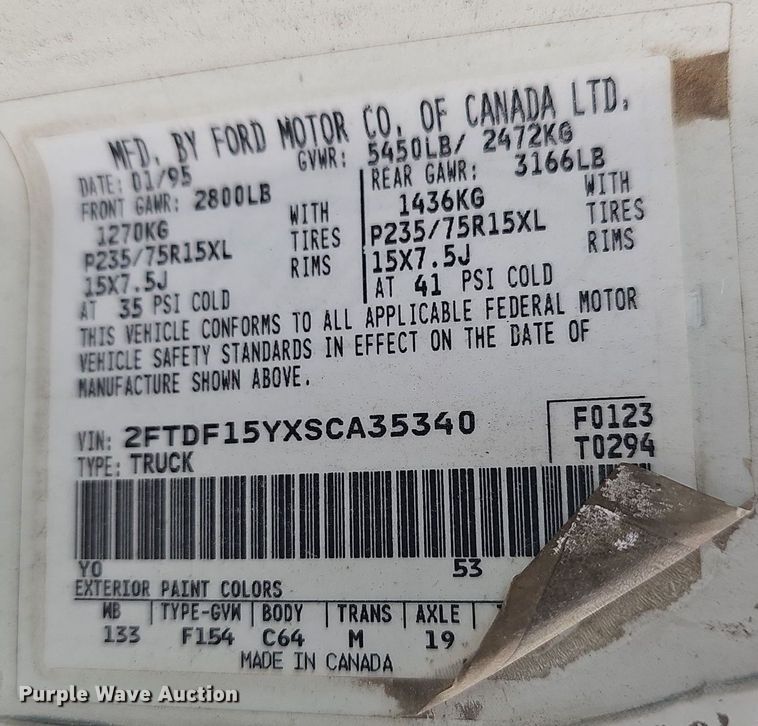 MFD. BY FORD MOTOR CO. OF CANADA LTD.
DATE: 01/95 GVWR: 5450LB/ 2472KG
FRONT GAWR: 2800LB
1270KG WITH
P235/75R15XL TIRES
15X7.5J RIMS
AT 35 PSI COLD
REAR GAWR: 3166LB
1436KG WITH
P235/75R15XL TIRES
15X7.5J RIMS
AT 41 PSI COLD
THIS VEHICLE CONFORMS TO ALL APPLICABLE FEDERAL MOTOR
VEHICLE SAFETY STANDARDS IN EFFECT ON THE DATE OF
MANUFACTURE SHOWN ABOVE.
VIN: 2FTDF15YXSCA35340 F0123
TYPE: TRUCK T0294
YO 53
EXTERIOR PAINT COLORS
WB TYPE-GVW BODY TRANS AXLE
133 F154 C64 M 19
MADE IN CANADA
Purple Wave Auction